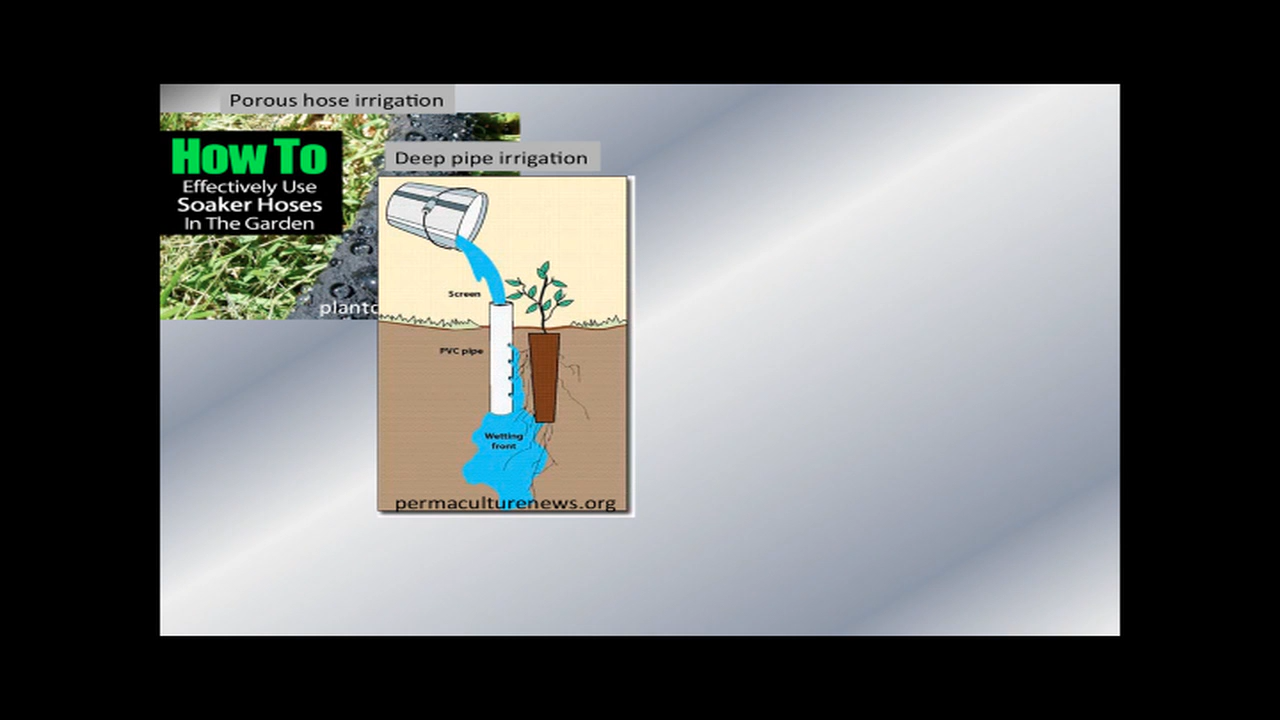 Porous hose irrigation
How To
Effectively Use
Soaker Hoses
In The Garden
Deep pipe irrigation
Screen
PVC pipe
Wetting
front
permaculturenews.org